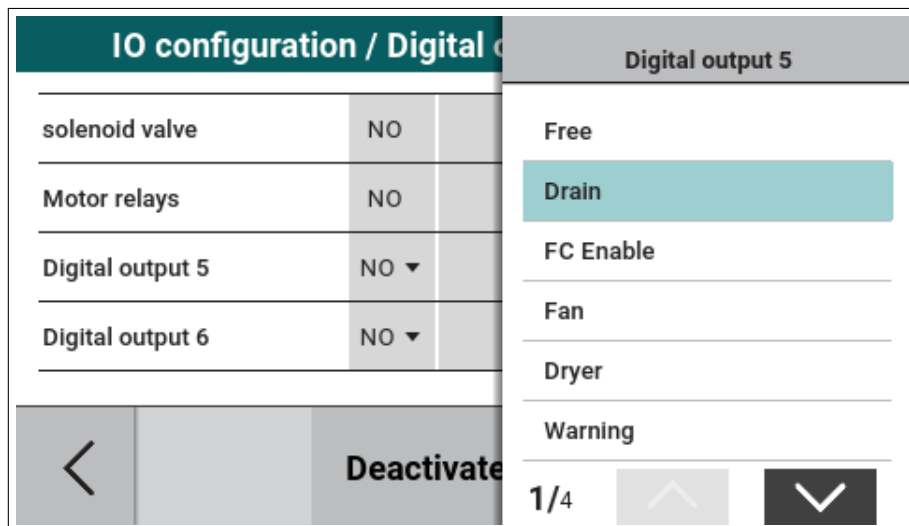 IO configuration / Digital
solenoid valve NO
Motor relays NO
Digital output 5 NO
Digital output 6 NO
Deactivate
Digital output 5
Free
Drain
FC Enable
Fan
Dryer
Warning
1/4